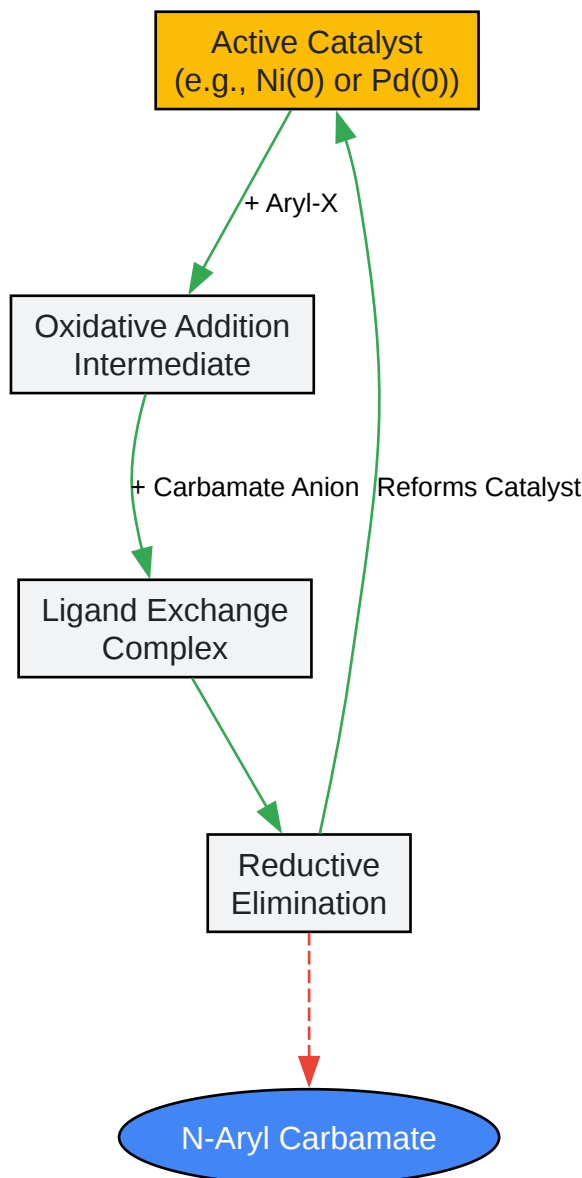 Active Catalyst
(e.g., Ni(0) or Pd(0))
+ Aryl-X
Oxidative Addition
Intermediate
+ Carbamate Anion
Reforms Catalyst
Ligand Exchange
Complex
Reductive
Elimination
N-Aryl Carbamate